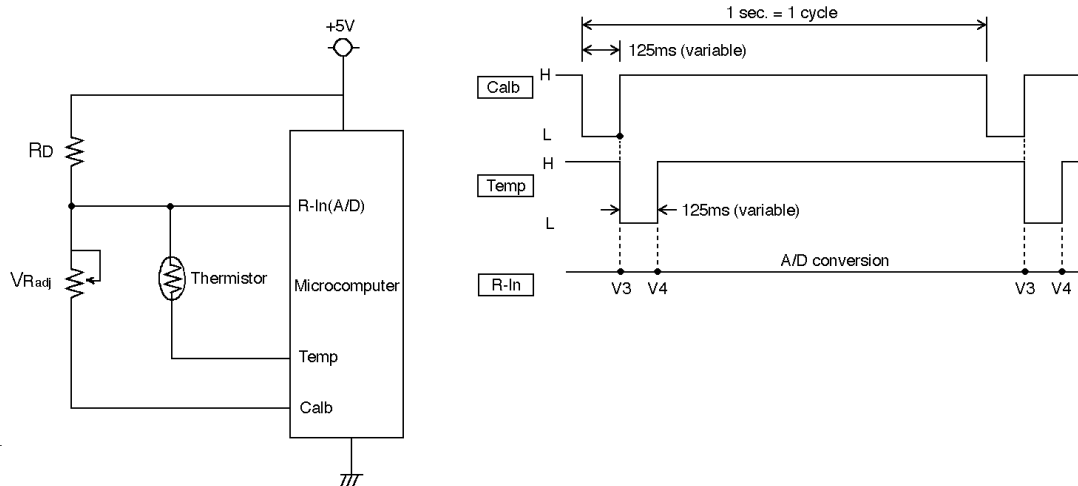 +5V
RD
R-In(A/D)
VRadj
Thermistor
Microcomputer
Temp
Calb
1 sec. = 1 cycle
125ms (variable)
Calb
H
L
Temp
H
125ms (variable)
L
A/D conversion
R-In
V3
V4
V3
V4